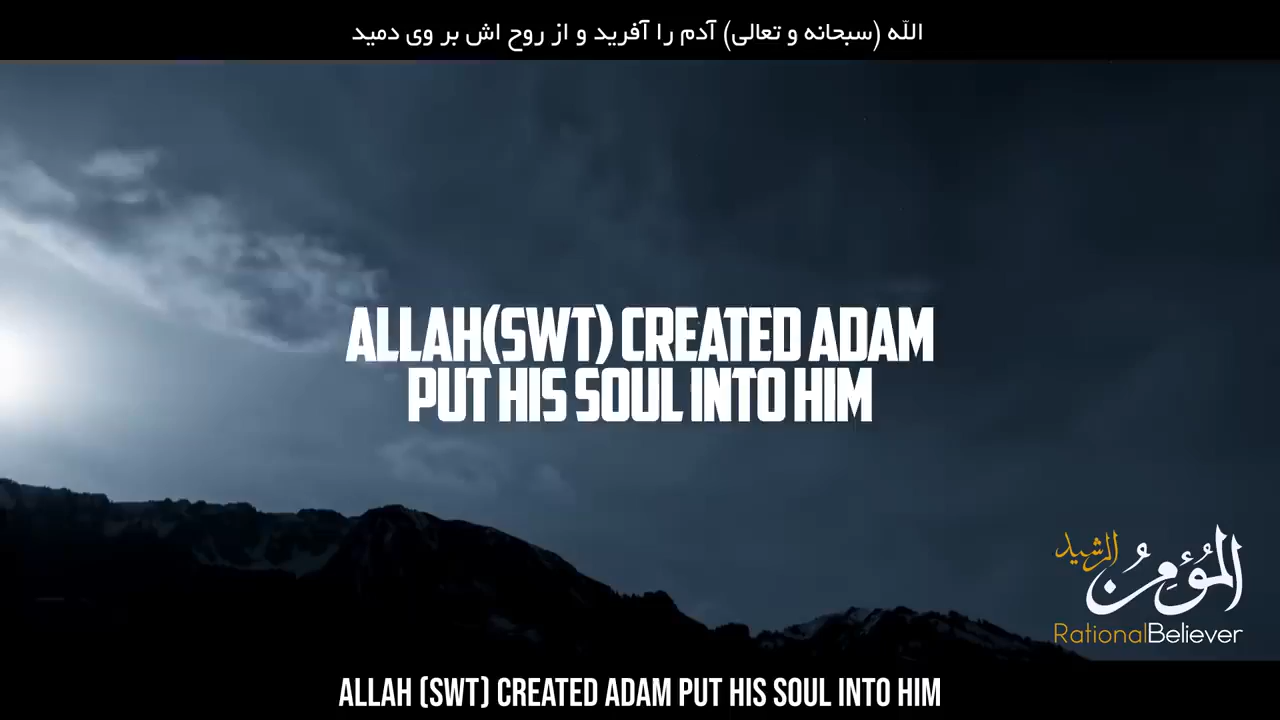 الله (سبحانه و تعالی) آدم را آفرید و از روح اش بر وی دمید
ALLAH(SWT) CREATED ADAM
PUT HIS SOUL INTO HIM
المؤمن الرشيد
RationalBeliever
ALLAH (SWT) CREATED ADAM PUT HIS SOUL INTO HIM